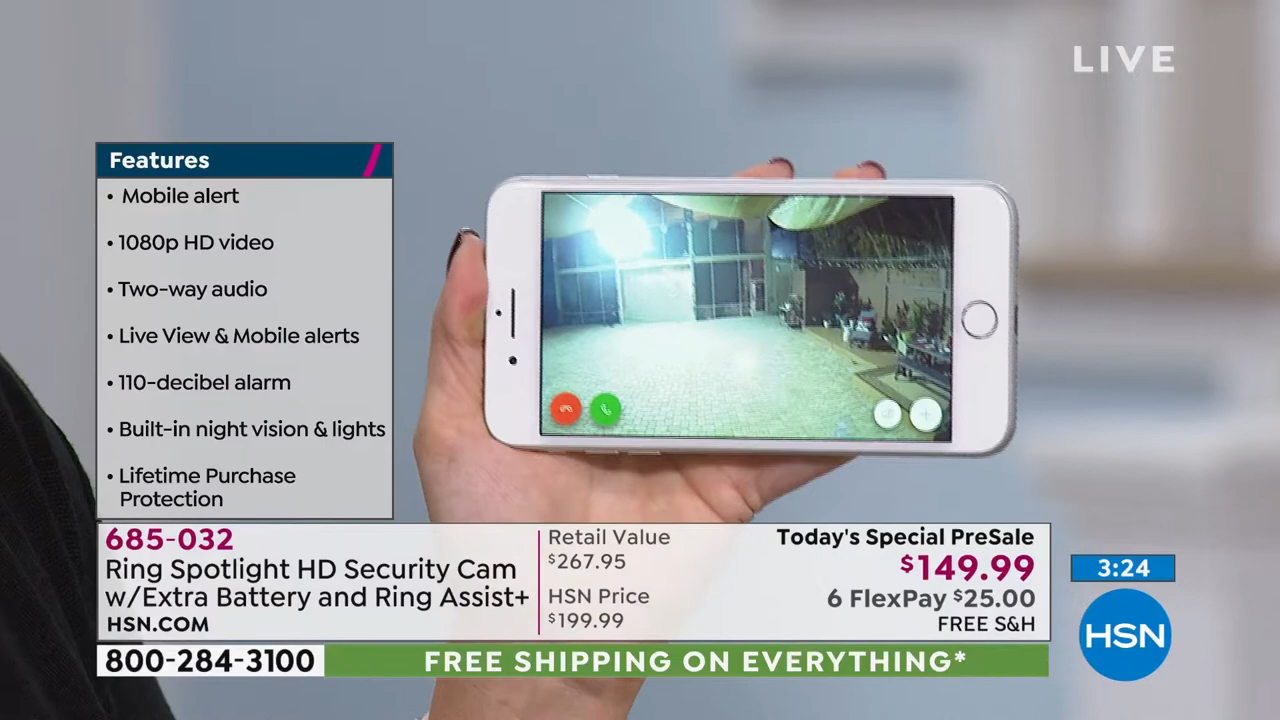 LIVE
Features
• Mobile alert
• 1080p HD video
• Two-way audio
• Live View & Mobile alerts
• 110-decibel alarm
• Built-in night vision & lights
• Lifetime Purchase
Protection
685-032
Ring Spotlight HD Security Cam
w/Extra Battery and Ring Assist+
HSN.COM
Retail Value
$267.95
HSN Price
$199.99
Today's Special PreSale
$149.99
6 FlexPay $25.00
FREE S&H
3:24
HSN
800-284-3100
FREE SHIPPING ON EVERYTHING*